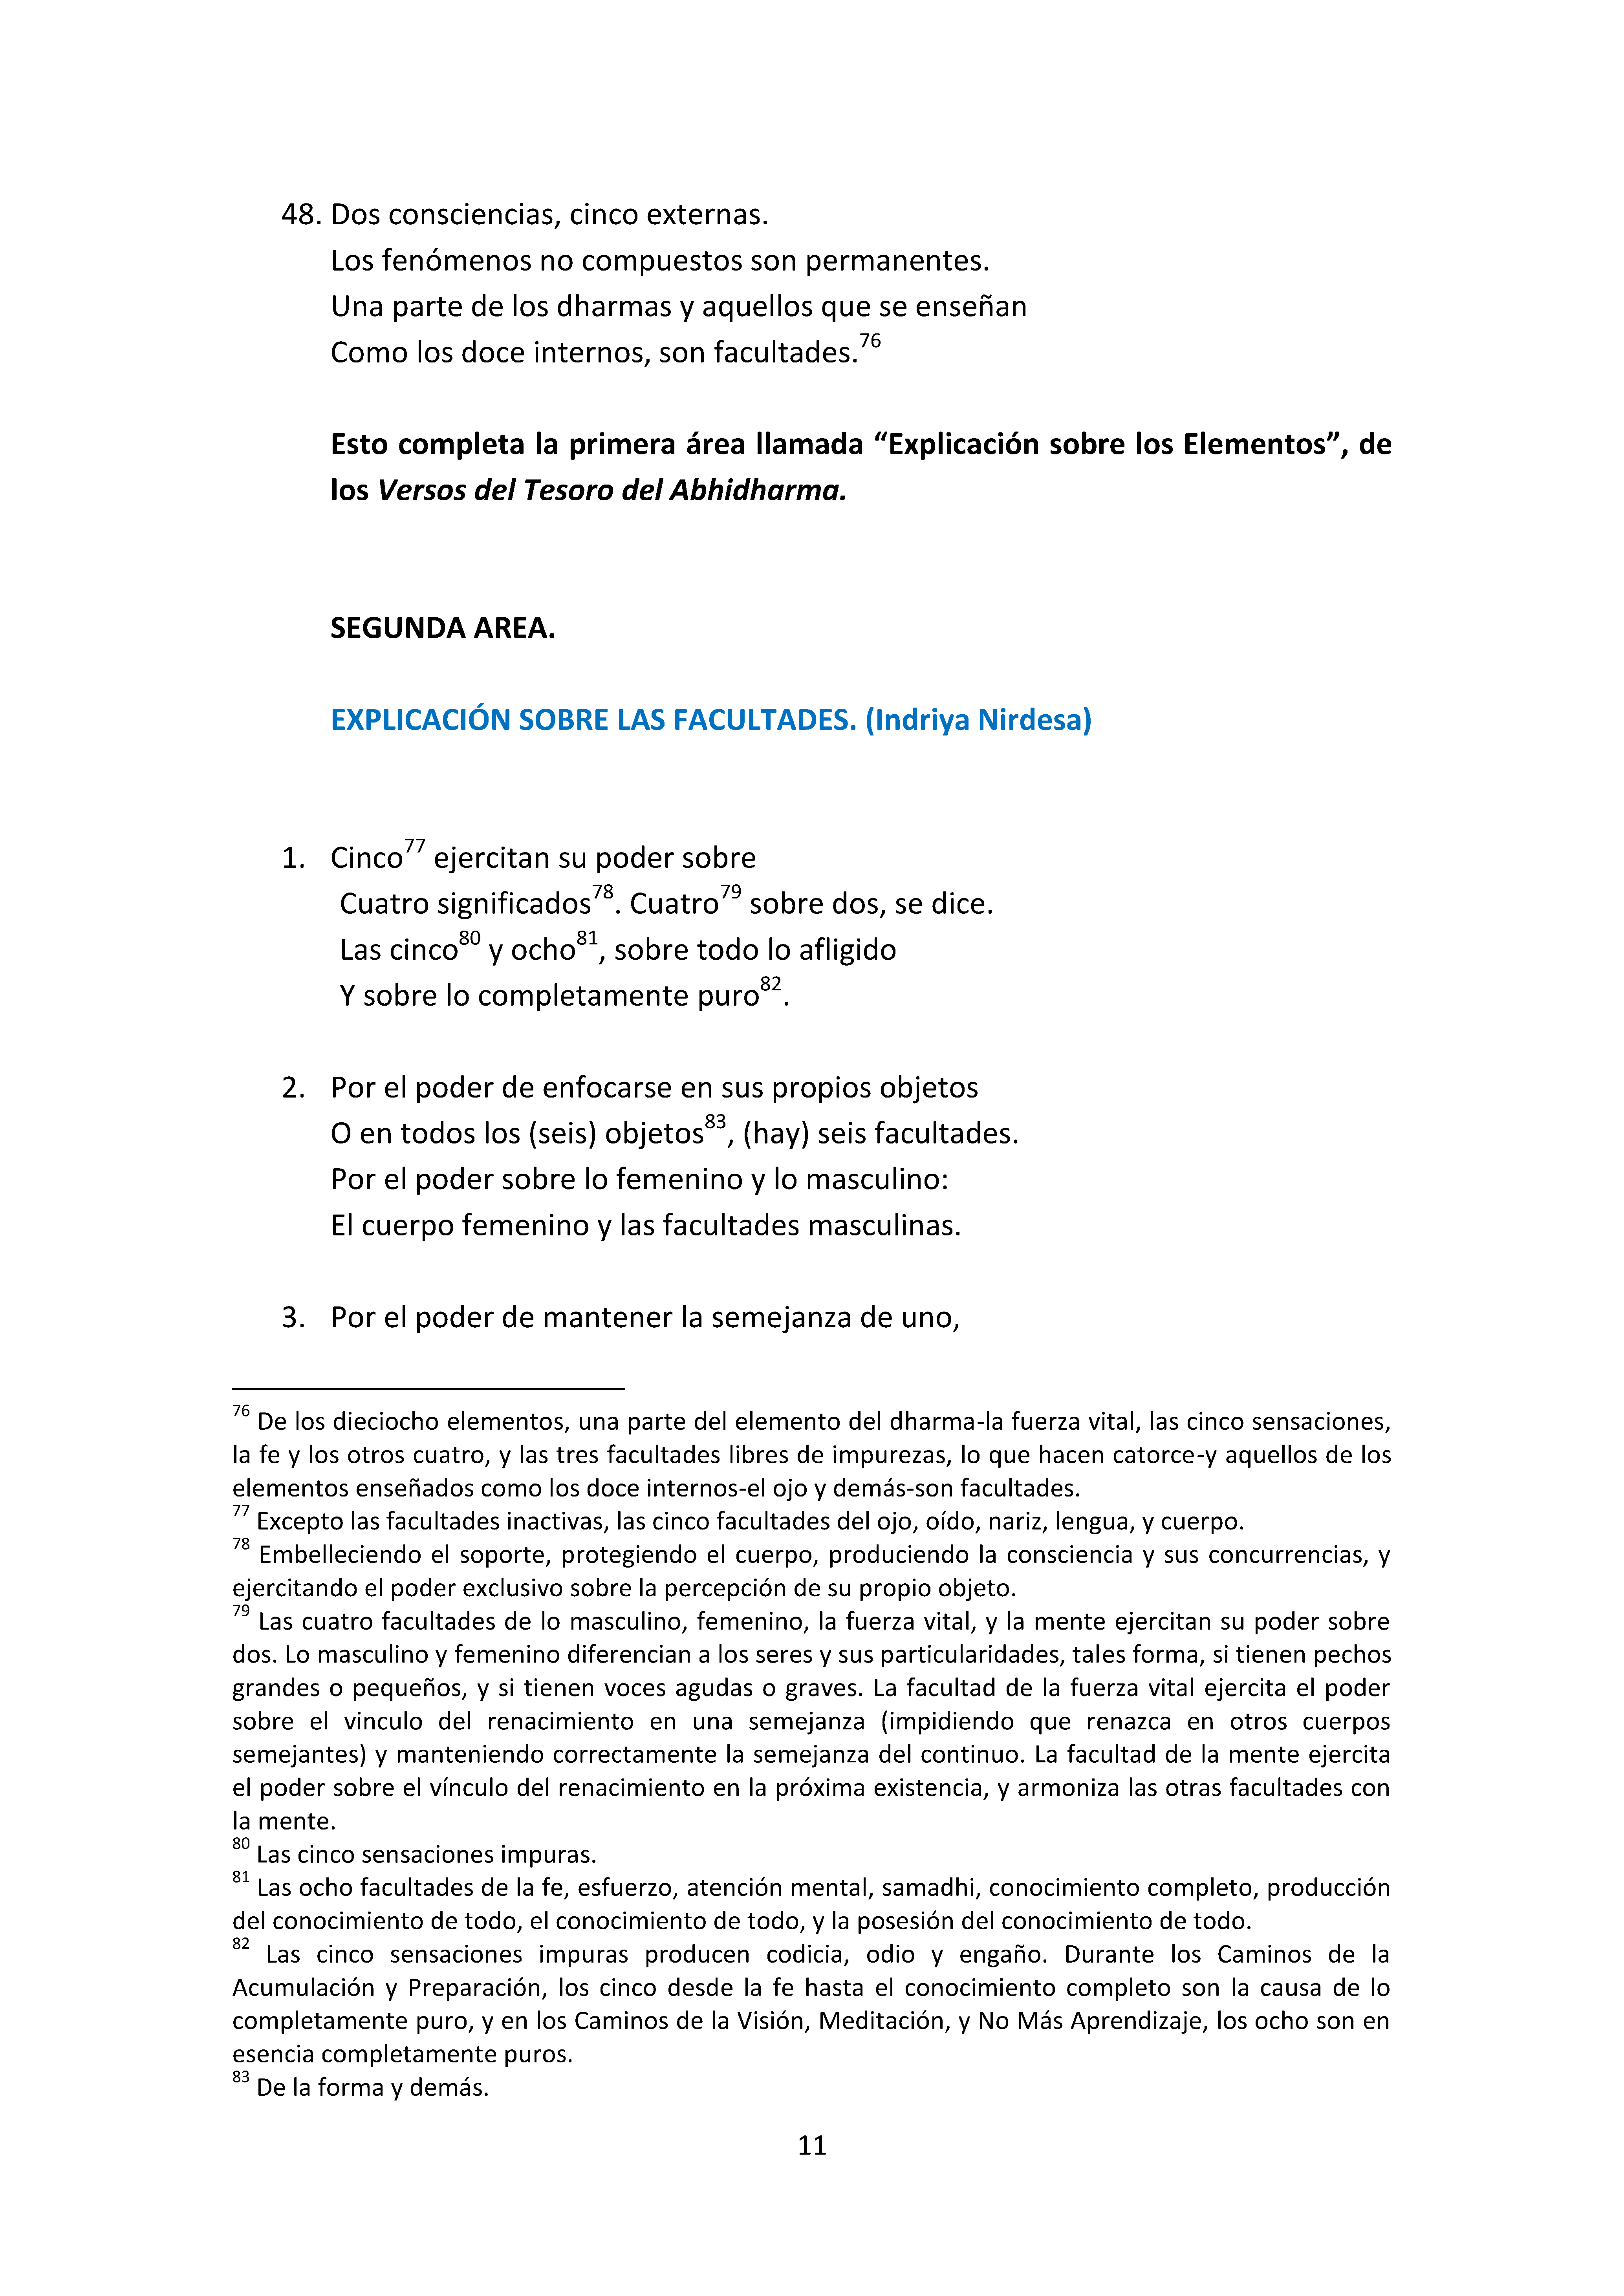 48. Dos consciencias, cinco externas.
Los fenómenos no compuestos son permanentes.
Una parte de los dharmas y aquellos que se enseñan
Como los doce internos, son facultades.76
Esto completa la primera área llamada “Explicación sobre los Elementos”, de
los Versos del Tesoro del Abhidharma.
SEGUNDA AREA.
EXPLICACIÓN SOBRE LAS FACULTADES. (Indriya Nirdesa)
1. Cinco77 ejercitan su poder sobre
Cuatro significados78. Cuatro79 sobre dos, se dice.
Las cinco80 y ocho81, sobre todo lo afligido
Y sobre lo completamente puro82.
2. Por el poder de enfocarse en sus propios objetos
O en todos los (seis) objetos83, (hay) seis facultades.
Por el poder sobre lo femenino y lo masculino:
El cuerpo femenino y las facultades masculinas.
3. Por el poder de mantener la semejanza de uno,
76 De los dieciocho elementos, una parte del elemento del dharma-la fuerza vital, las cinco sensaciones,
la fe y los otros cuatro, y las tres facultades libres de impurezas, lo que hacen catorce-y aquellos de los
elementos enseñados como los doce internos-el ojo y demás-son facultades.
77 Excepto las facultades inactivas, las cinco facultades del ojo, oído, nariz, lengua, y cuerpo.
78 Embelleciendo el soporte, protegiendo el cuerpo, produciendo la consciencia y sus concurrencias, y
ejercitando el poder exclusivo sobre la percepción de su propio objeto.
79 Las cuatro facultades de lo masculino, femenino, la fuerza vital, y la mente ejercitan su poder sobre
dos. Lo masculino y femenino diferencian a los seres y sus particularidades, tales forma, si tienen pechos
grandes o pequeños, y si tienen voces agudas o graves. La facultad de la fuerza vital ejercita el poder
sobre el vinculo del renacimiento en una semejanza (impidiendo que renazca en otros cuerpos
semejantes) y manteniendo correctamente la semejanza del continuo. La facultad de la mente ejercita
el poder sobre el vínculo del renacimiento en la próxima existencia, y armoniza las otras facultades con
la mente.
80 Las cinco sensaciones impuras.
81 Las ocho facultades de la fe, esfuerzo, atención mental, samadhi, conocimiento completo, producción
del conocimiento de todo, el conocimiento de todo, y la posesión del conocimiento de todo.
82 Las cinco sensaciones impuras producen codicia, odio y engaño. Durante los Caminos de la
Acumulación y Preparación, los cinco desde la fe hasta el conocimiento completo son la causa de lo
completamente puro, y en los Caminos de la Visión, Meditación, y No Más Aprendizaje, los ocho son en
esencia completamente puros.
83 De la forma y demás.
11